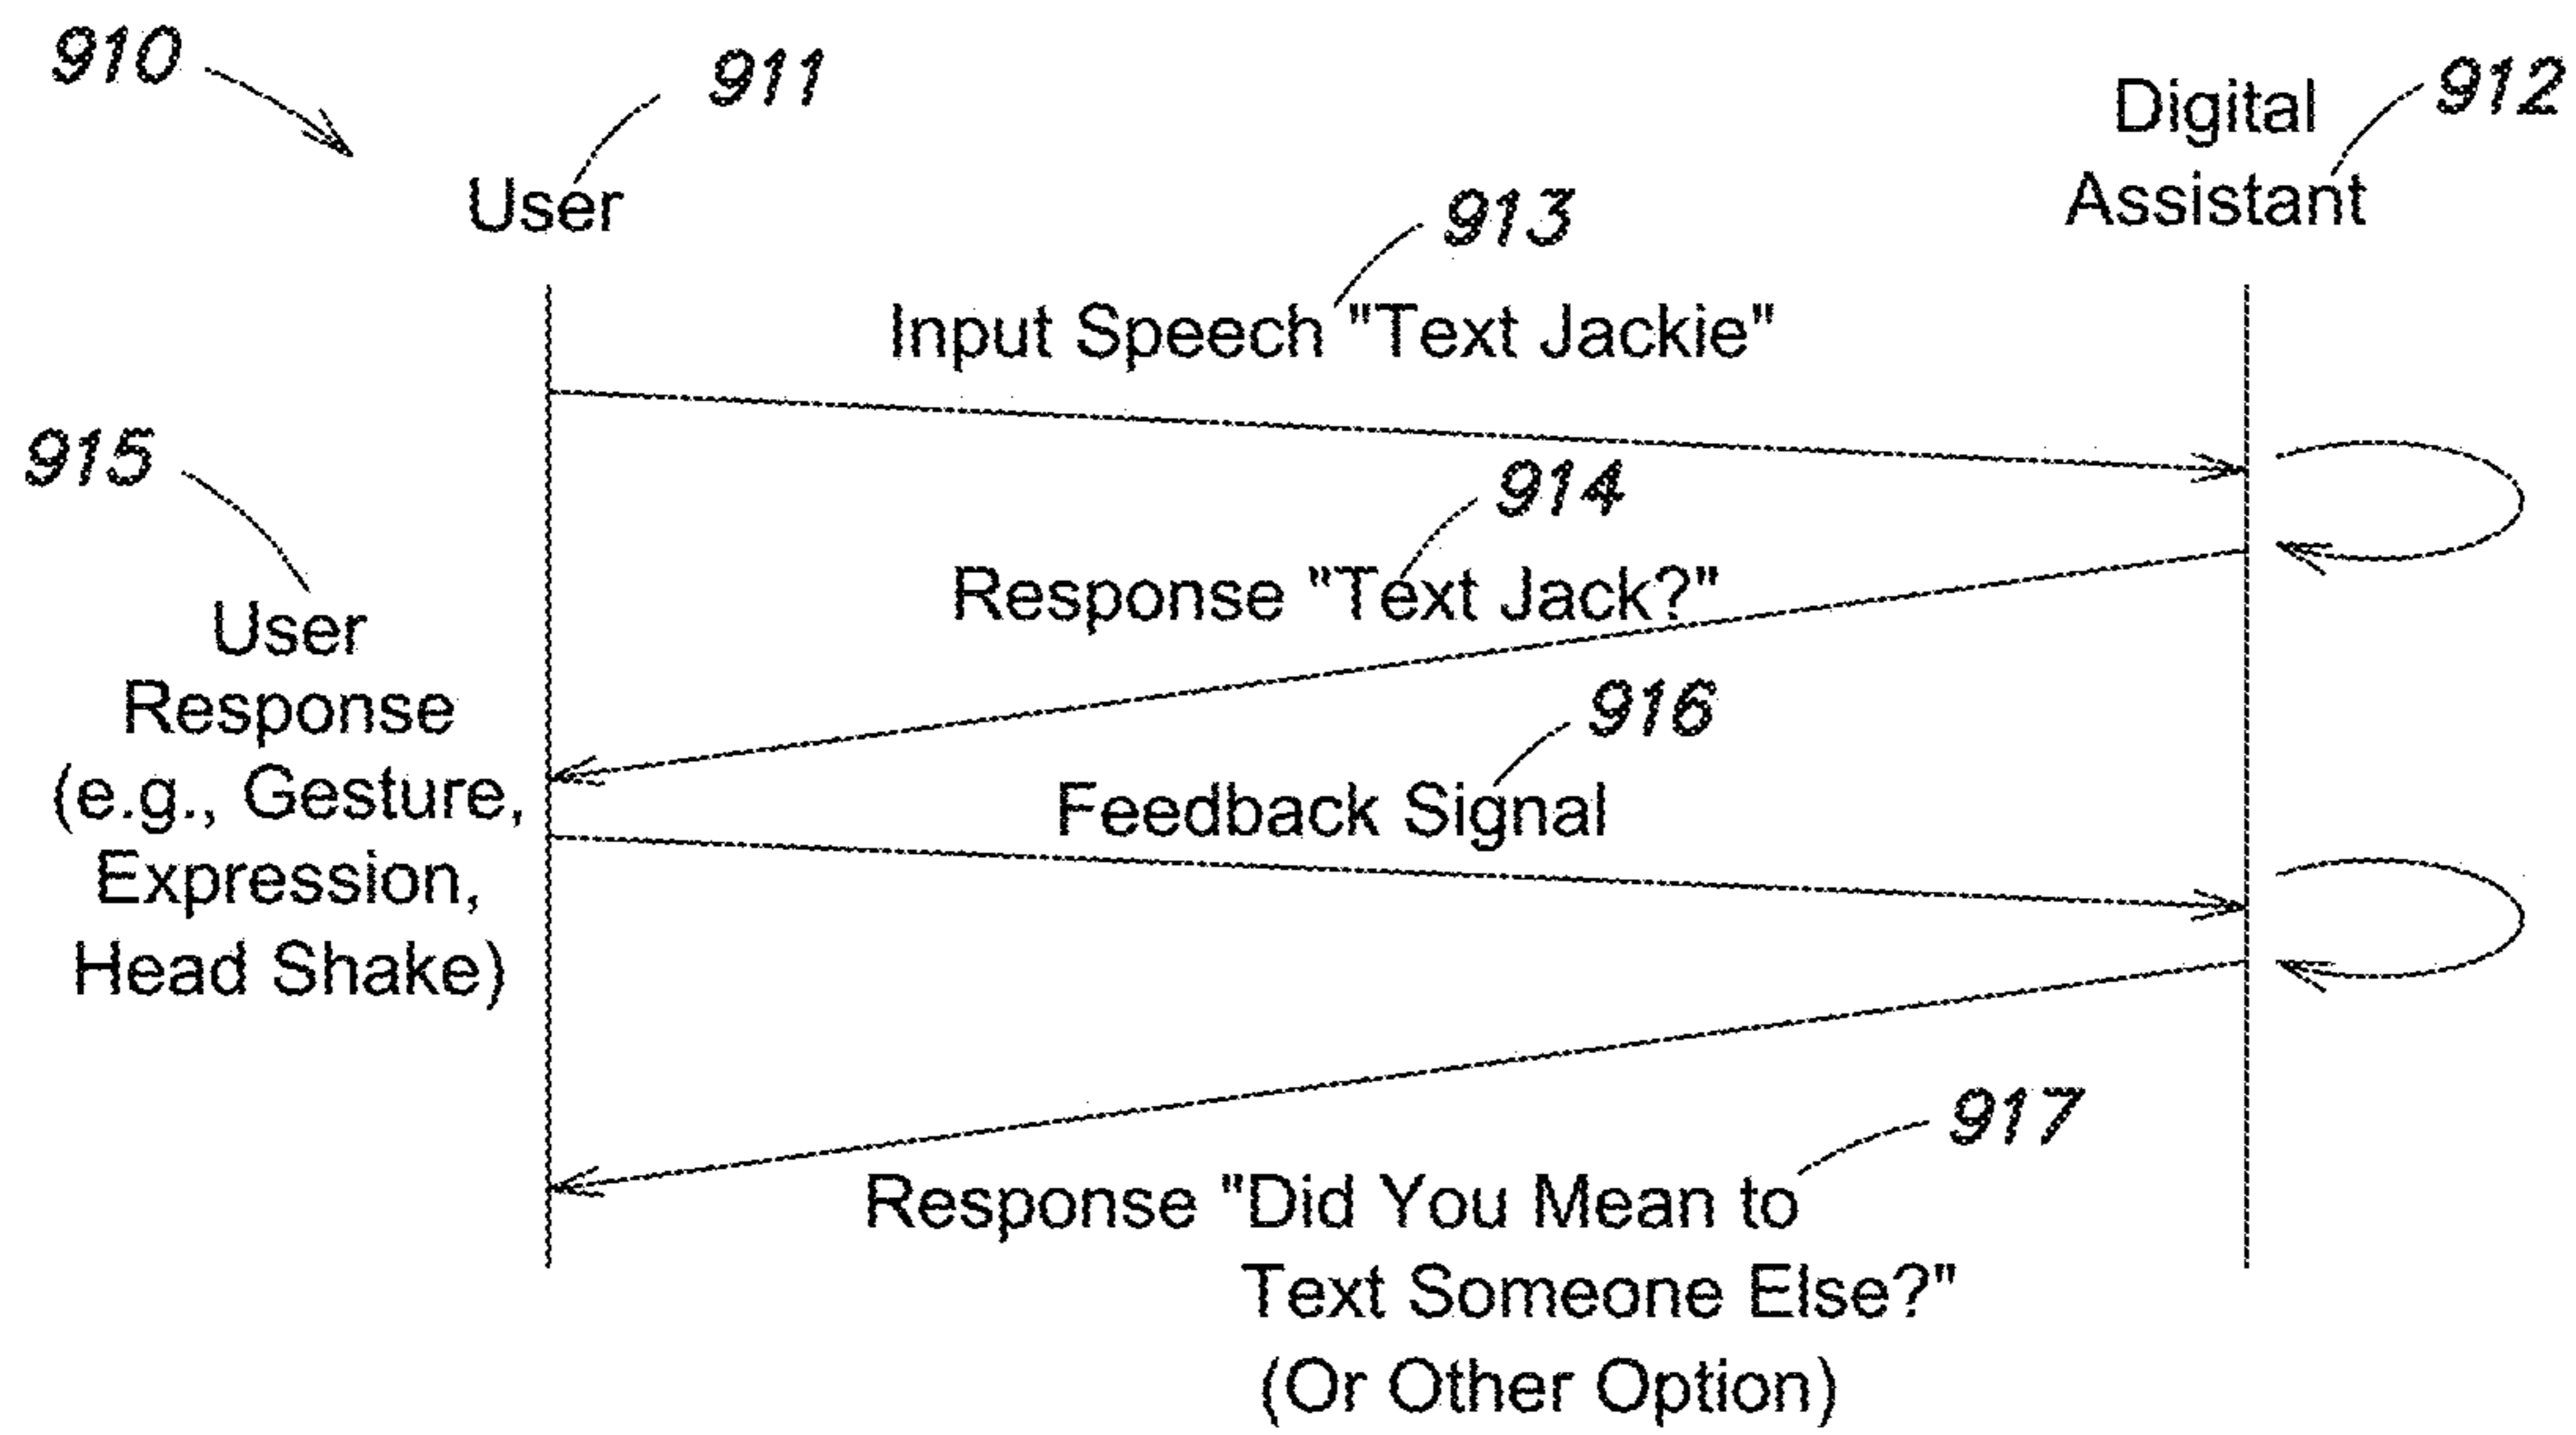 910
911
912
Digital
Assistant
User
913
Input Speech "Text Jackie"
914
Response "Text Jack?"
915
User
Response
(e.g., Gesture,
Expression,
Head Shake)
916
Feedback Signal
917
Response "Did You Mean to
Text Someone Else?"
(Or Other Option)